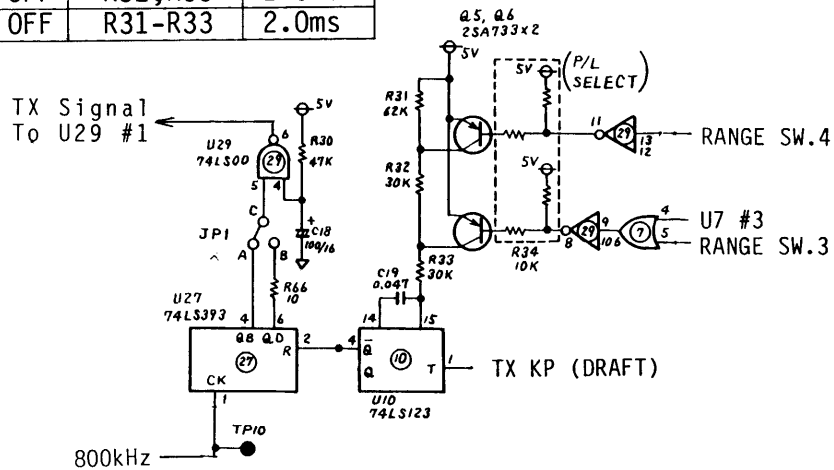 OFF R31-R33 2.0ms
Q5, Q6
2SA733×2
5V
5V
(P/L
SELECT)
TX Signal
To U29 #1
6
U29
74LS00
29
5V
R30
47K
R31
62K
11
29
13
12
RANGE SW.4
5
4
R32
30K
5V
C
JP1
A
B
+
C18
100/16
R34
10K
9
8
29
10
6
7
4
5
U7 #3
RANGE SW.3
R66
10
C19
0.047
R33
30K
U27
74LS393
4
6
14
15
QB
QD
R
2
4
Q̄
Q
27
10
T
1
TX KP (DRAFT)
CK
1
U10
74LS123
TP10
800kHz